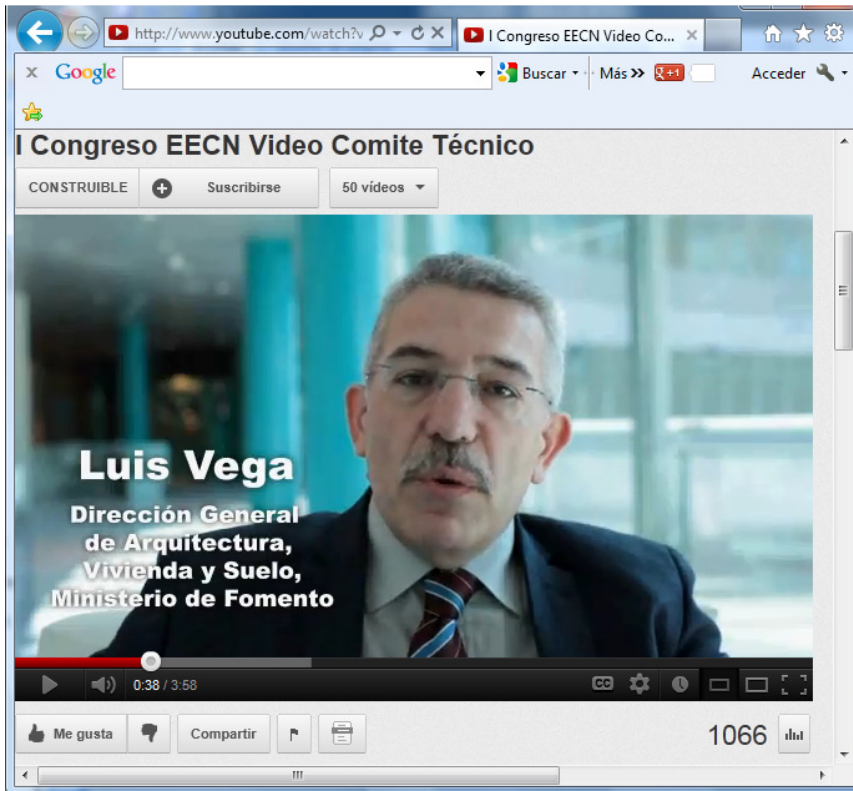 http://www.youtube.com/watch?v
I Congreso EECN Video Co...
Google
Buscar
Más >>
+1
Acceder
I Congreso EECN Video Comite Técnico
CONSTRUIBLE
Suscribirse
50 vídeos
Luis Vega
Dirección General
de Arquitectura,
Vivienda y Suelo,
Ministerio de Fomento
0:38 / 3:58
CC
Me gusta
Compartir
1066